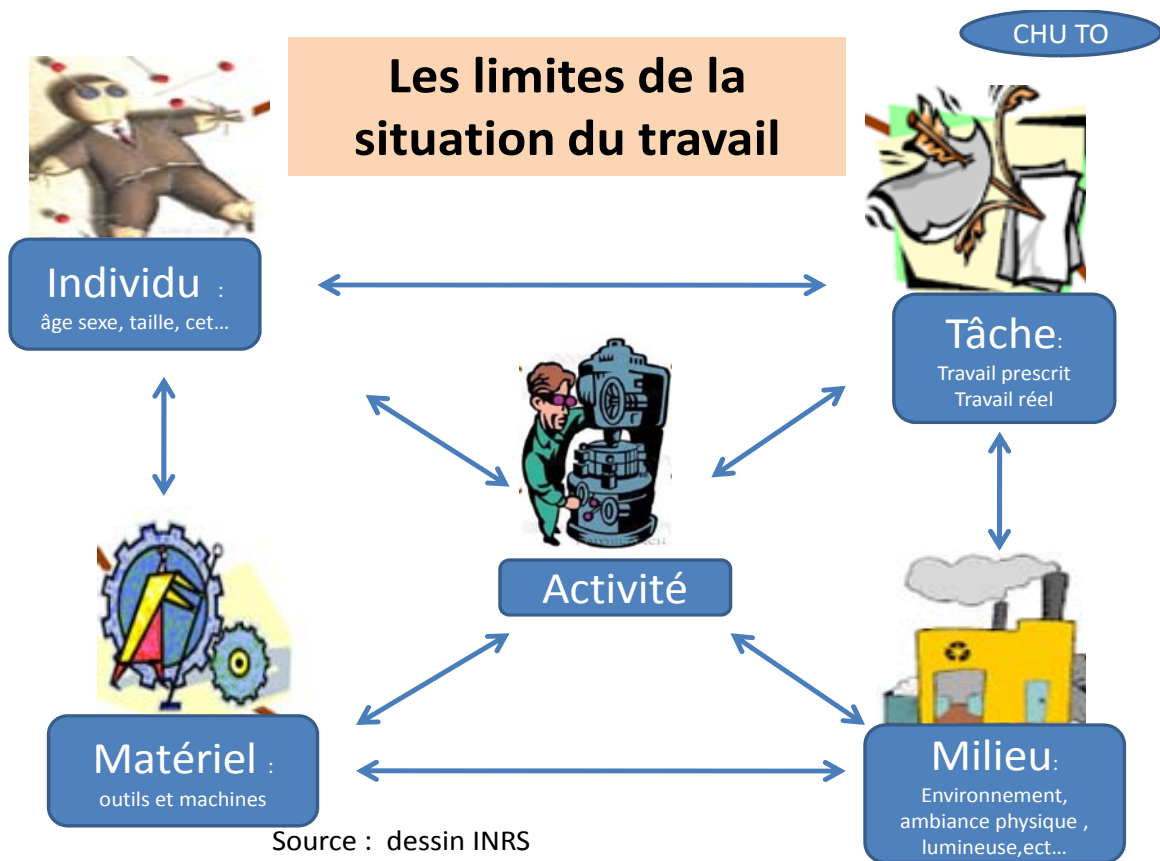 CHU TO
Les limites de la
situation du travail
Individu :
âge sexe, taille, cet...
Tâche:
Travail prescrit
Travail réel
Activité
Matériel :
outils et machines
Milieu:
Environnement,
ambiance physique ,
lumineuse,ect...
Source : dessin INRS